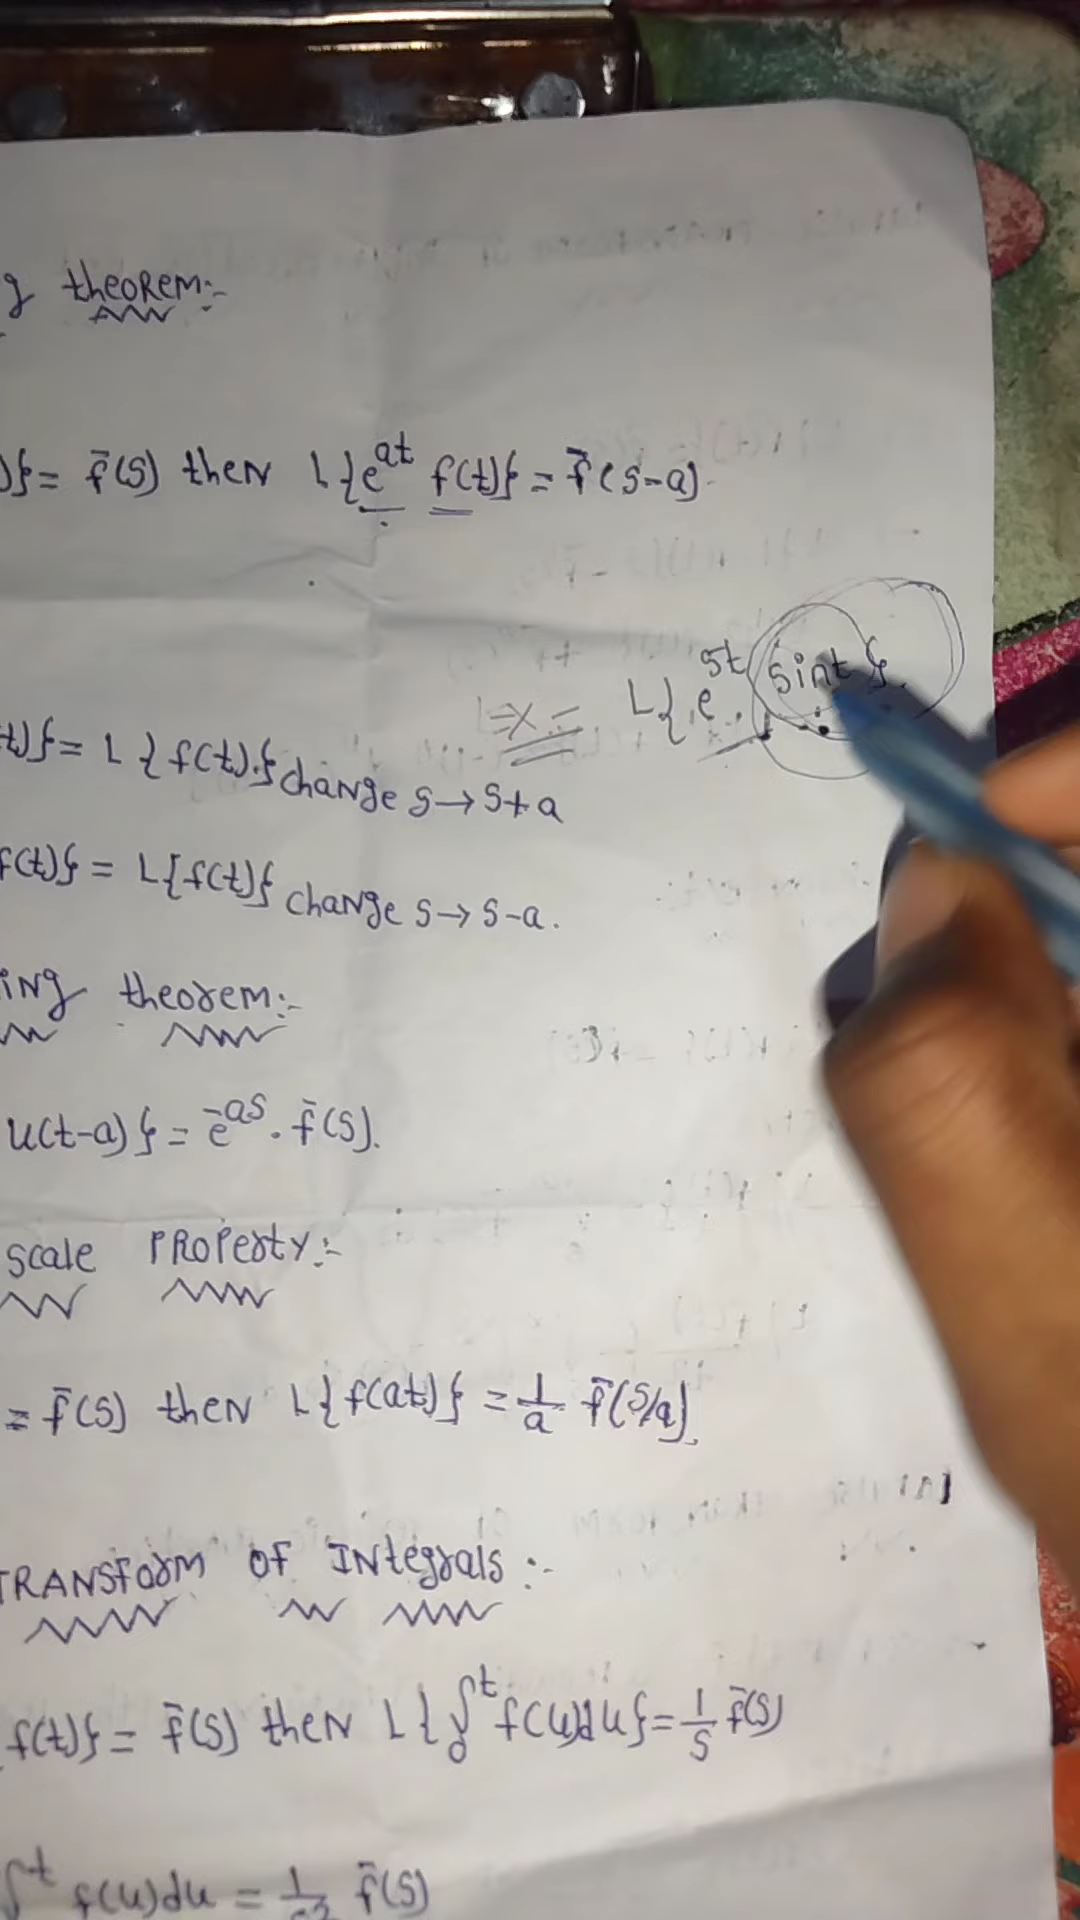 g theorem:-
)}= f̄(s) then L{e^at f(t)}= f̄(s-a).
L{e^5t. sint}.
t)}= L{f(t)} change s→s+a
f(t)}= L{f(t)} change s→s-a.
ing theorem:-
u(t-a)}= e^-as. f̄(s).
scale PROPerty:-
= f̄(s) then L{f(at)} = 1/a f̄(s/a).
TRANSform OF INtegrals:-
f(t)}= f̄(s) then L{∫₀^t f(u)du}=1/s f̄(s)
∫^t f(u)du = f̄(s)